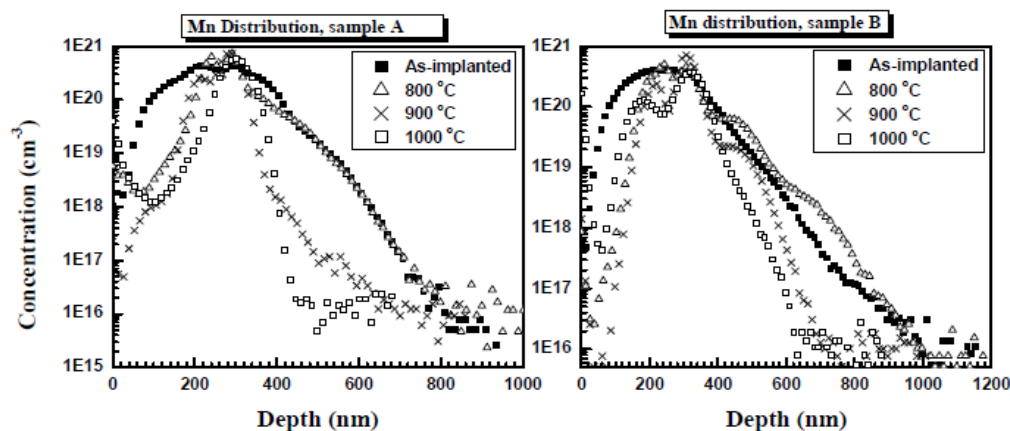 Mn Distribution, sample A
Concentration (cm⁻³)
1E21
1E20
1E19
1E18
1E17
1E16
1E15
As-implanted
800 °C
900 °C
1000 °C
0 200 400 600 800 1000
Depth (nm)
Mn distribution, sample B
1E21
1E20
1E19
1E18
1E17
1E16
As-implanted
800 °C
900 °C
1000 °C
0 200 400 600 800 1000 1200
Depth (nm)